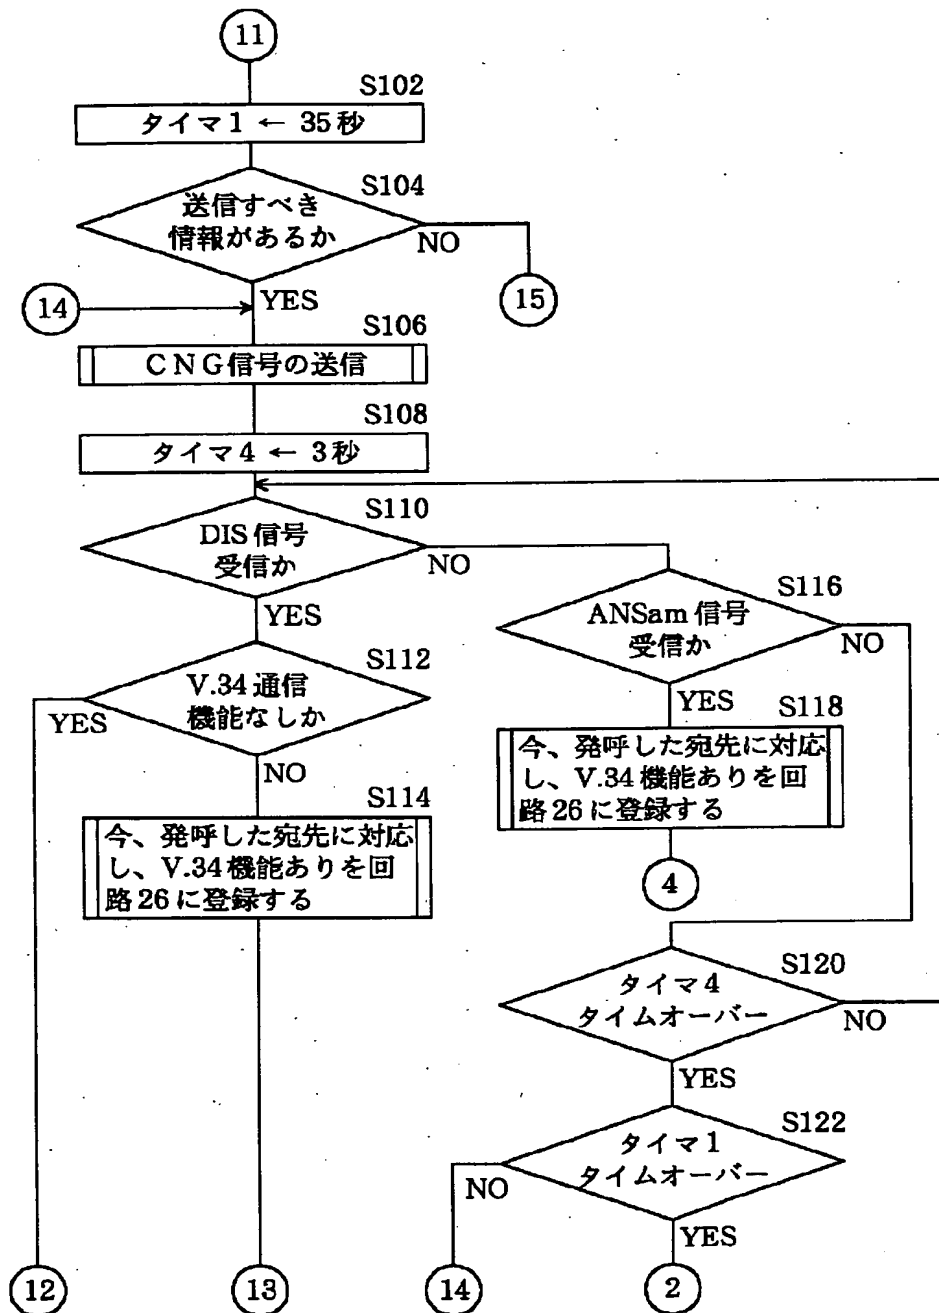 11
S102
タイマ1 ← 35秒
S104
送信すべき
情報があるか
NO
YES
14
15
S106
CNG信号の送信
S108
タイマ4 ← 3秒
S110
DIS信号
受信か
NO
YES
S116
ANSam信号
受信か
NO
YES
S112
V.34通信
機能なしか
YES
NO
S118
今、発呼した宛先に対応
し、V.34機能ありを回
路26に登録する
S114
今、発呼した宛先に対応
し、V.34機能ありを回
路26に登録する
4
S120
タイマ4
タイムオーバー
NO
YES
S122
タイマ1
タイムオーバー
NO
YES
12
13
14
2